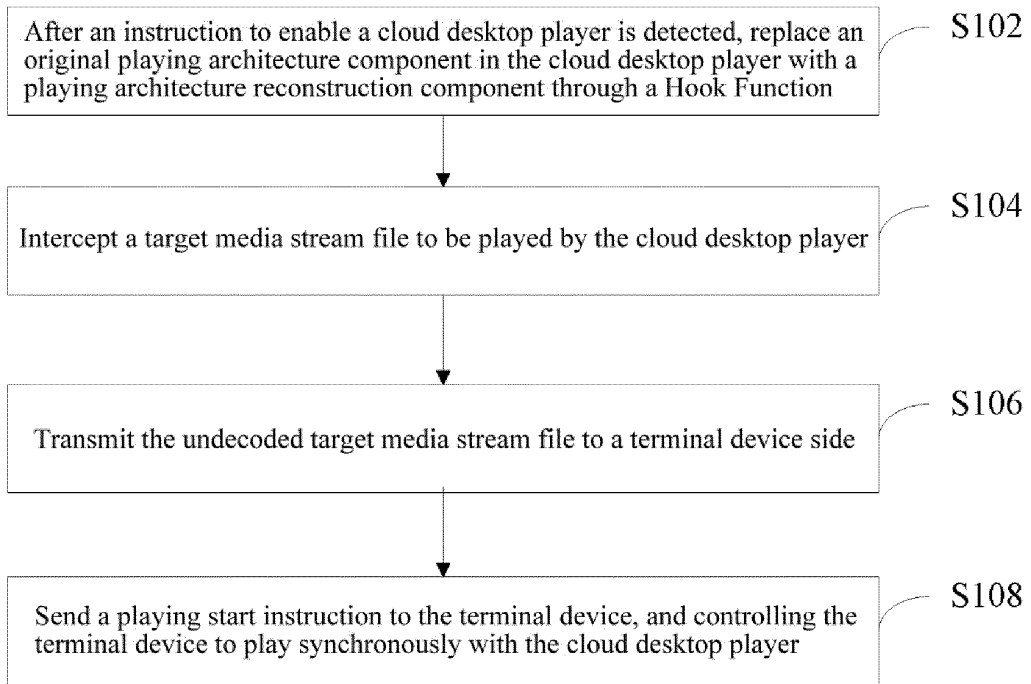 After an instruction to enable a cloud desktop player is detected, replace an
original playing architecture component in the cloud desktop player with a
playing architecture reconstruction component through a Hook Function
S102
Intercept a target media stream file to be played by the cloud desktop player
S104
Transmit the undecoded target media stream file to a terminal device side
S106
Send a playing start instruction to the terminal device, and controlling the
terminal device to play synchronously with the cloud desktop player
S108